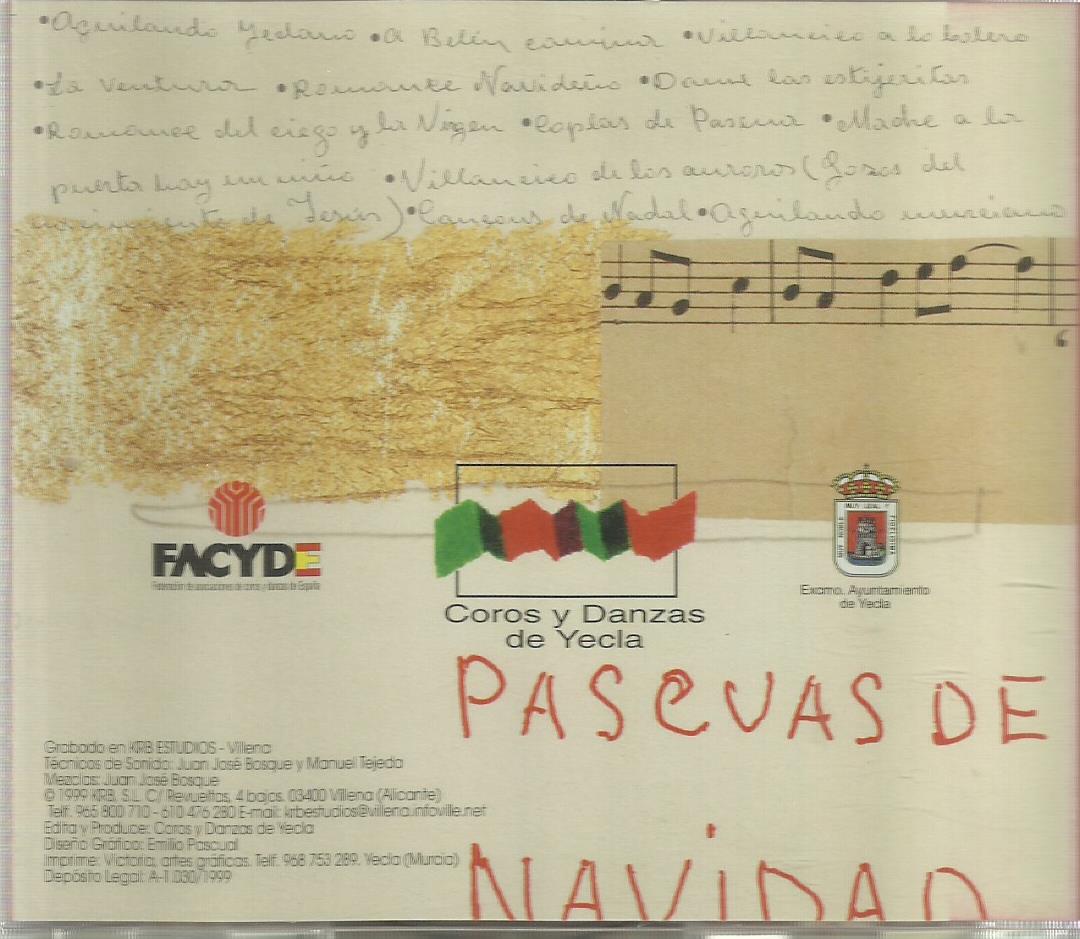 •Aguilando Yeclano •A Belén camina •Villancico a lo bolero
•La ventura •Romance Navideño •Dame las estijeritas
•Romance del ciego y la Virgen •Coplas de Pascua •Madre a la
puerta hay un niño •Villancico de los auroros (Gozos del
nacimiento de Jesús) •Cançons de Nadal •Aguilando murciano
FACYDE
Federación de asociaciones de coros y danzas de España
Coros y Danzas
de Yecla
Excmo. Ayuntamiento
de Yecla
PASCUAS DE
NAViDAD
Grabado en KRB ESTUDIOS - Villena
Técnicos de Sonido: Juan José Bosque y Manuel Tejeda
Mezclas: Juan José Bosque
© 1999 KRB, S.L. C/ Revueltas, 4 bajos. 03400 Villena (Alicante)
Telf. 965 800 710 - 610 476 280 E-mail: krbestudios@villena.infoville.net
Edita y Produce: Coros y Danzas de Yecla
Diseño Gráfico: Emilio Pascual
Imprime: Victoria, artes gráficas. Telf. 968 753 289. Yecla (Murcia)
Depósito Legal: A-1.030/1999